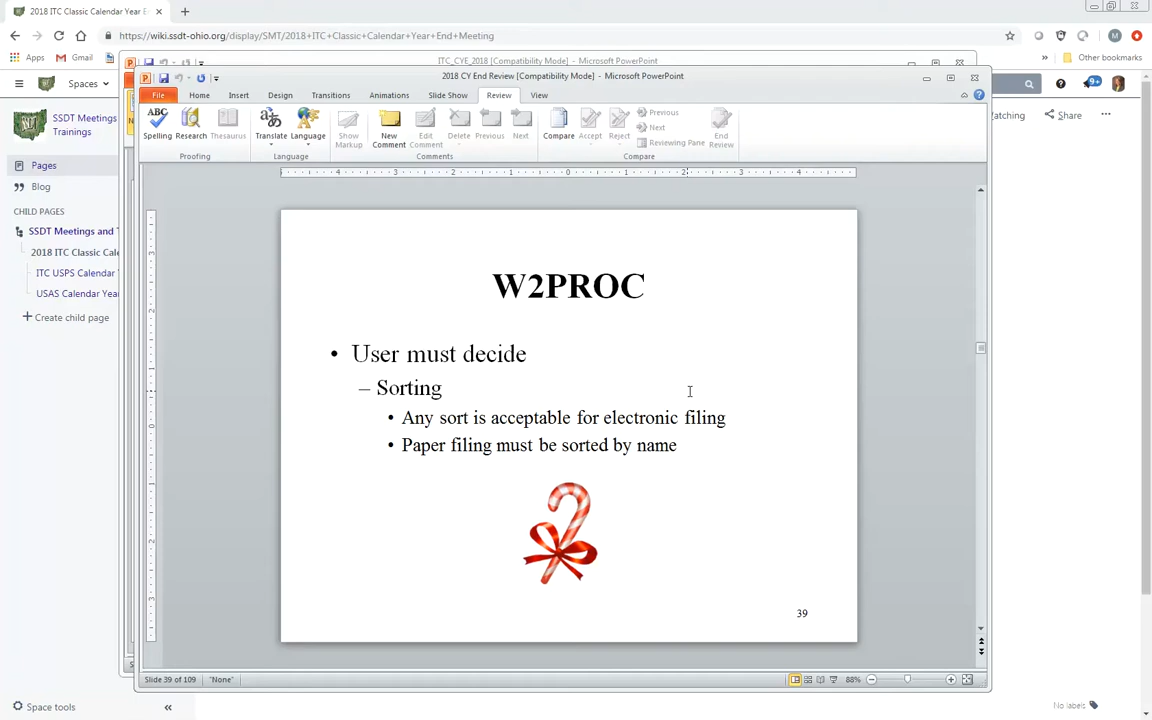 2018 ITC Classic Calendar Year E
https://wiki.ssdt-ohio.org/display/SMT/2018+ITC+Classic+Calendar+Year+End+Meeting
M
Apps
Gmail
»
Other bookmarks
ITC_CYE_2018 [Compatibility Mode] - Microsoft PowerPoint
2018 CY End Review [Compatibility Mode] - Microsoft PowerPoint
Spaces
9+
File
Home
Insert
Design
Transitions
Animations
Slide Show
Review
View
SSDT Meetings
Trainings
atching
Share
Spelling
Research
Thesaurus
Translate
Language
Show
Markup
New
Comment
Edit
Comment
Delete
Previous
Next
Compare
Accept
Reject
Previous
Next
Reviewing Pane
End
Review
Proofing
Language
Comments
Compare
Pages
Blog
CHILD PAGES
SSDT Meetings and T
2018 ITC Classic Cale
ITC USPS Calendar Y
USAS Calendar Yea
Create child page
W2PROC
• User must decide
– Sorting
• Any sort is acceptable for electronic filing
• Paper filing must be sorted by name
39
Slide 39 of 109
"None"
88%
Space tools
«
No labels